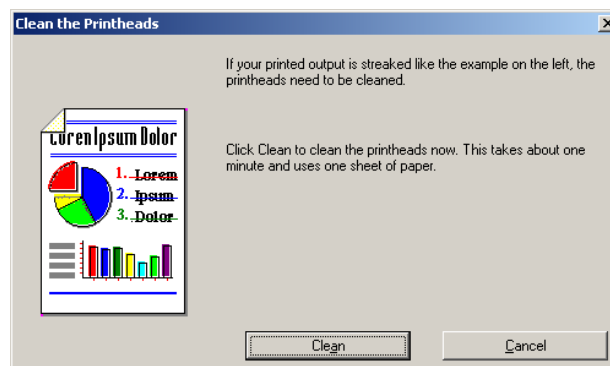 Clean the Printheads
If your printed output is streaked like the example on the left, the
printheads need to be cleaned.
Lorem Ipsum Dolor
1. Lorem
2. Ipsum
3. Dolor
Click Clean to clean the printheads now. This takes about one
minute and uses one sheet of paper.
Clean
Cancel